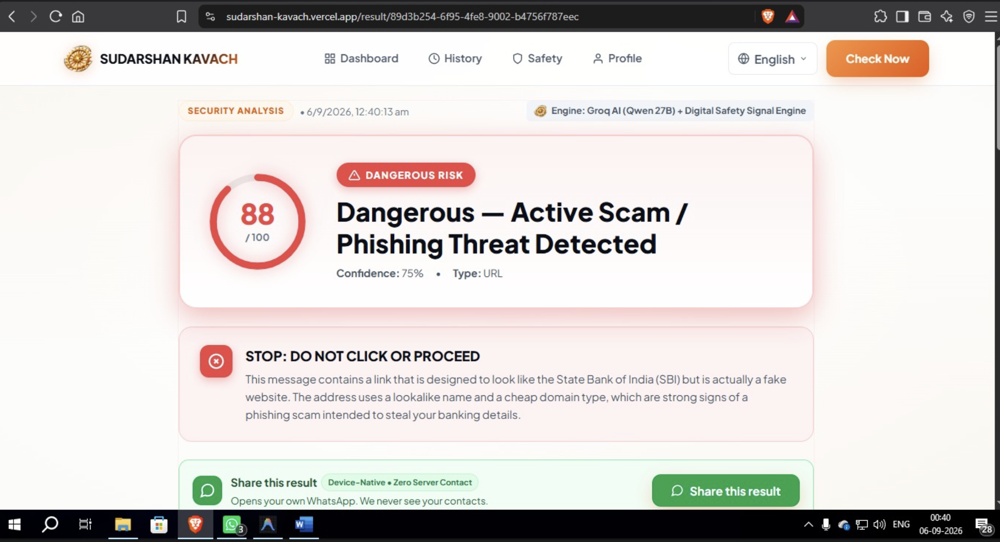 sudarshan-kavach.vercel.app/result/89d3b254-6f95-4fe8-9002-b4756f787eec
SUDARSHAN KAVACH
Dashboard
History
Safety
Profile
English
Check Now
SECURITY ANALYSIS
• 6/9/2026, 12:40:13 am
Engine: Groq AI (Qwen 27B) + Digital Safety Signal Engine
88
/ 100
DANGEROUS RISK
Dangerous — Active Scam /
Phishing Threat Detected
Confidence: 75% • Type: URL
STOP: DO NOT CLICK OR PROCEED
This message contains a link that is designed to look like the State Bank of India (SBI) but is actually a fake
website. The address uses a lookalike name and a cheap domain type, which are strong signs of a
phishing scam intended to steal your banking details.
Share this result
Device-Native • Zero Server Contact
Opens your own WhatsApp. We never see your contacts.
Share this result
3
W
ENG
00:40
06-09-2026
28